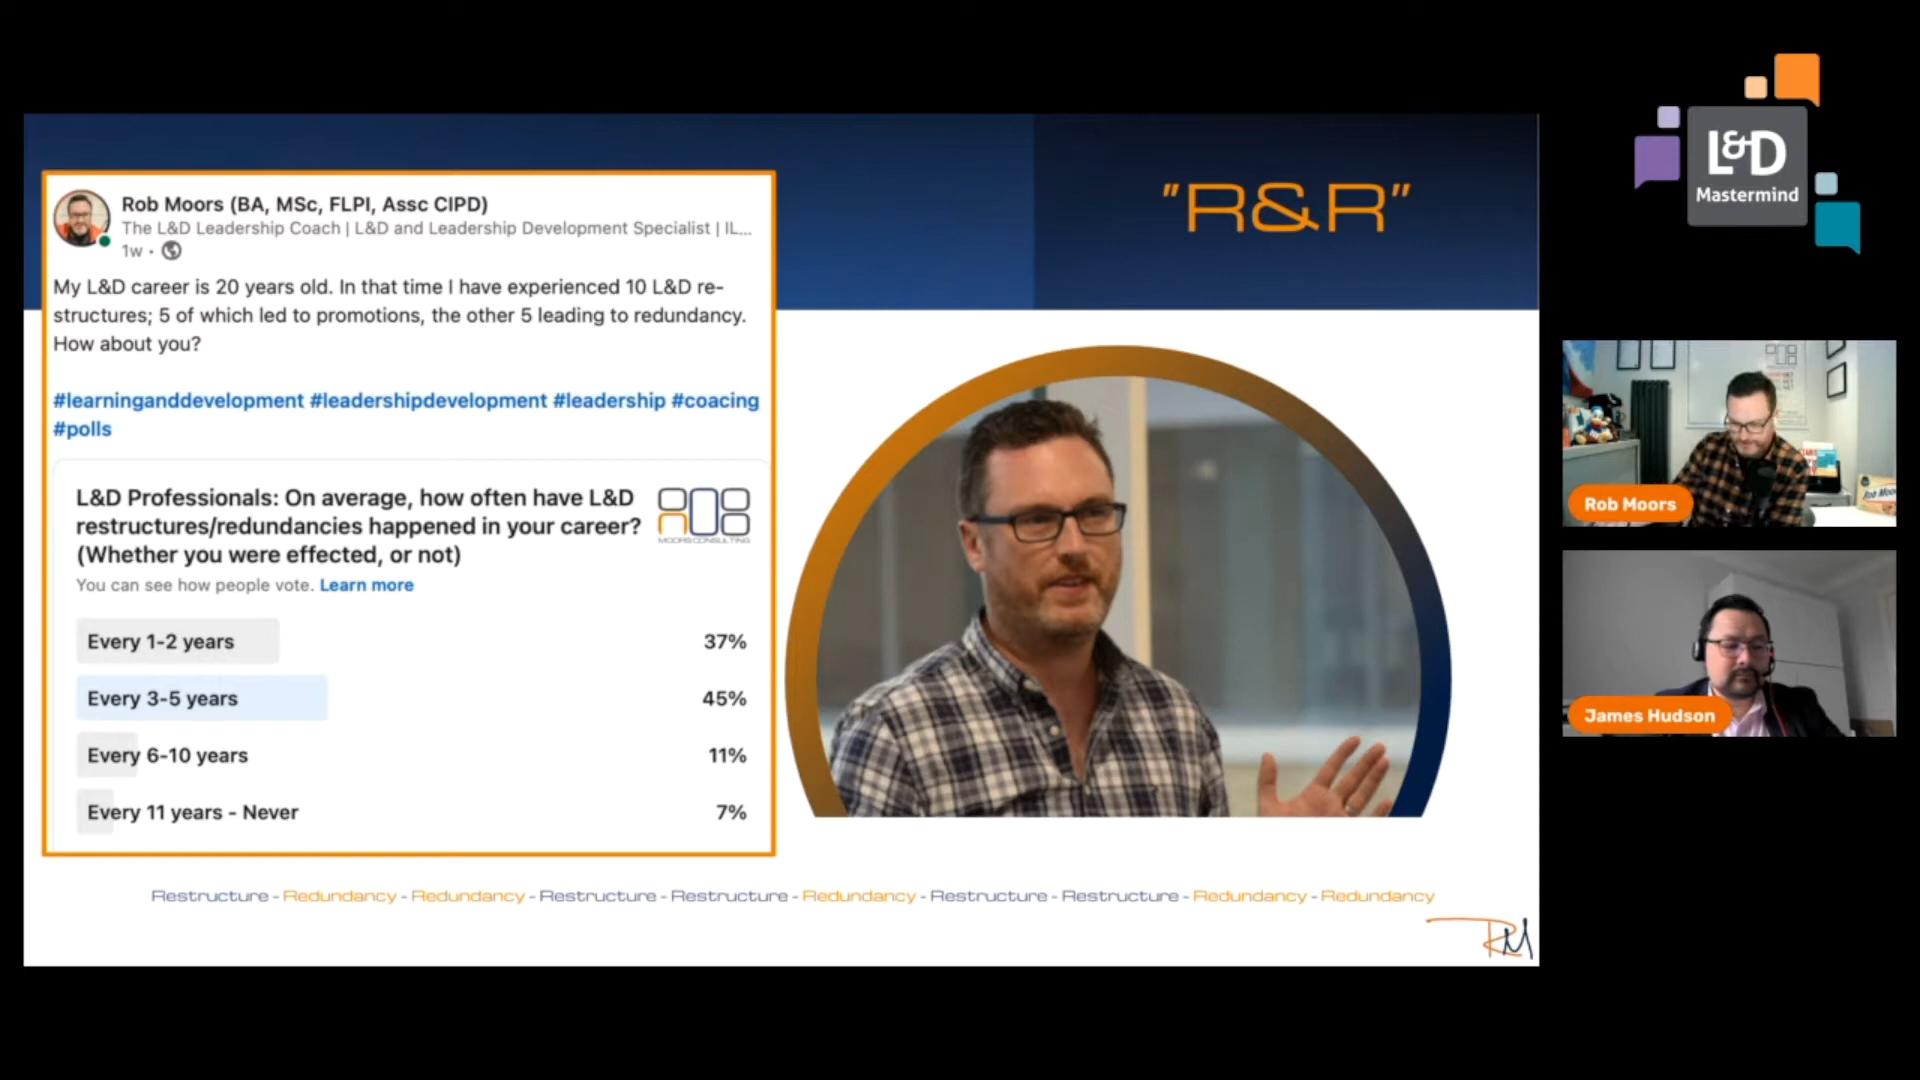 Rob Moors (BA, MSc, FLPI, Assc CIPD)
The L&D Leadership Coach | L&D and Leadership Development Specialist | IL...
1w •
My L&D career is 20 years old. In that time I have experienced 10 L&D re-
structures; 5 of which led to promotions, the other 5 leading to redundancy.
How about you?
#learninganddevelopment #leadershipdevelopment #leadership #coacing
#polls
L&D Professionals: On average, how often have L&D
restructures/redundancies happened in your career?
(Whether you were effected, or not)
MOORS CONSULTING
You can see how people vote. Learn more
Every 1-2 years 37%
Every 3-5 years 45%
Every 6-10 years 11%
Every 11 years - Never 7%
"R&R"
Restructure - Redundancy - Redundancy - Restructure - Restructure - Redundancy - Restructure - Restructure - Redundancy - Redundancy
RM
L&D
Mastermind
Rob Moors
James Hudson